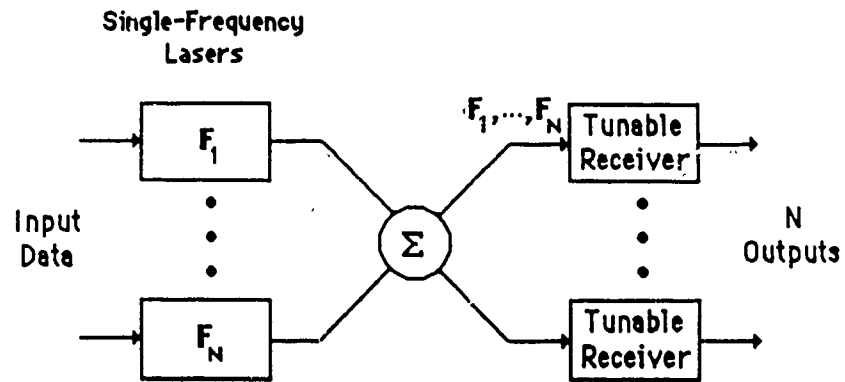 Single-Frequency
Lasers
F1
F1,...,FN
Tunable
Receiver
Input
Data
Σ
N
Outputs
FN
Tunable
Receiver